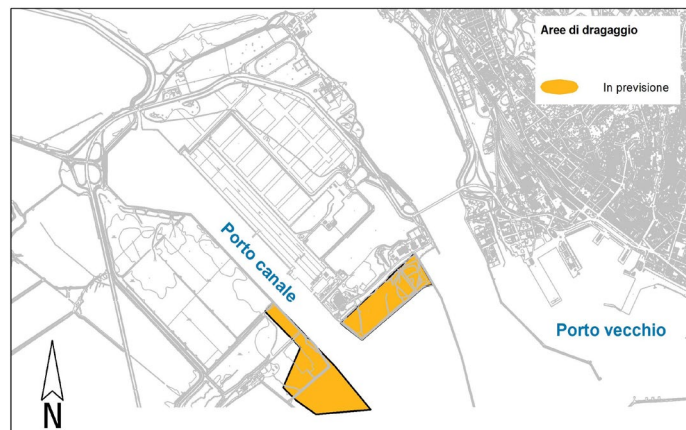 Aree di dragaggio
In previsione
Porto canale
Porto vecchio
N